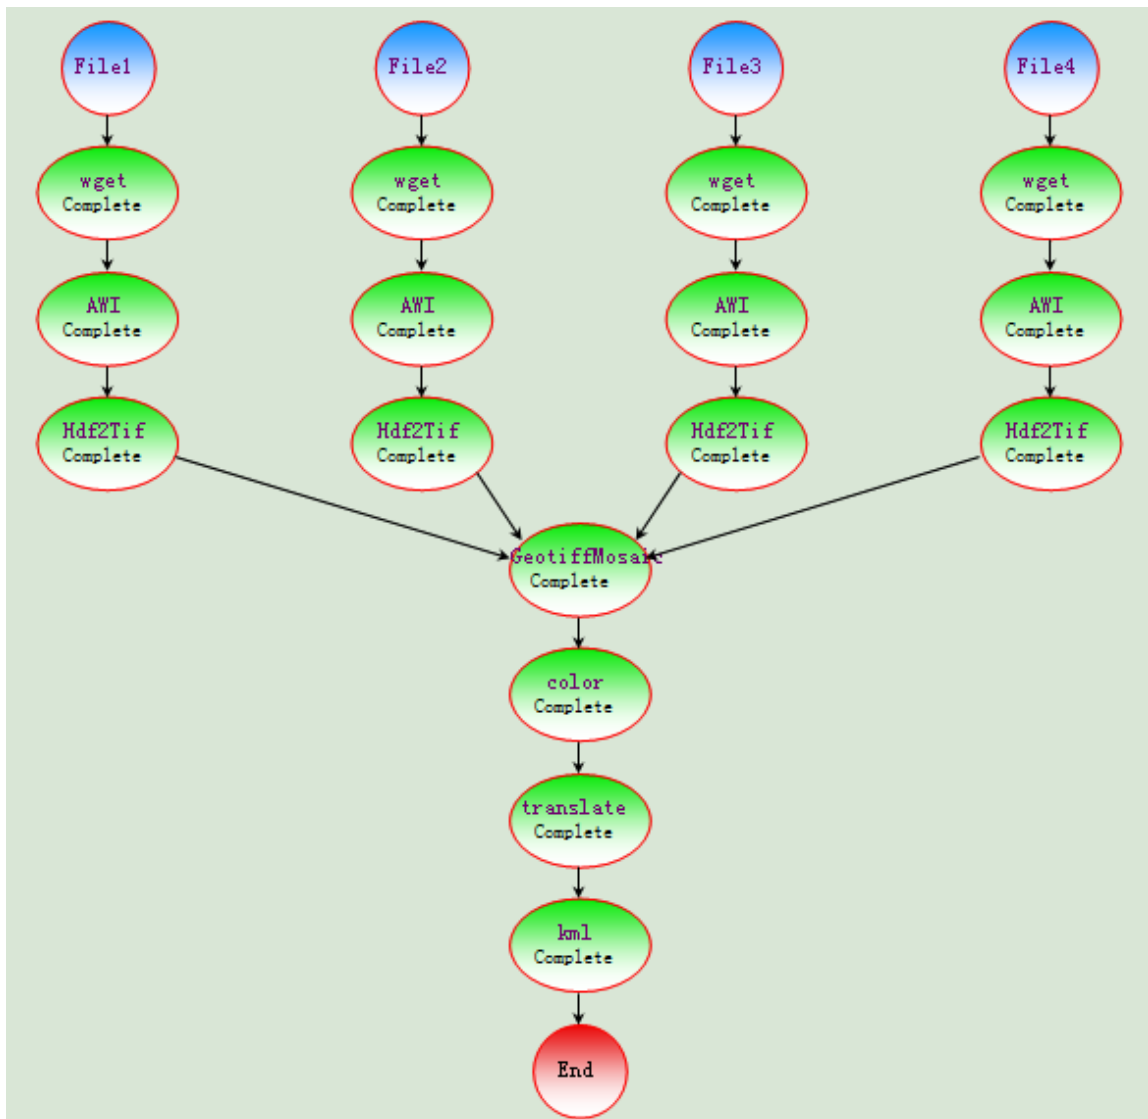 File1 File2 File3 File4
wget wget wget wget
Complete Complete Complete Complete
AWI AWI AWI AWI
Complete Complete Complete Complete
Hdf2Tif Hdf2Tif Hdf2Tif Hdf2Tif
Complete Complete Complete Complete
GeotiffMosaic
Complete
color
Complete
translate
Complete
kml
Complete
End